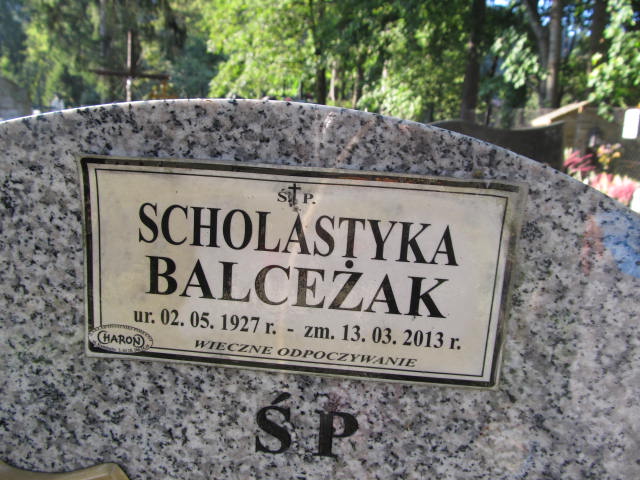 Ś†P.
SCHOLASTYKA
BALCEŻAK
ur. 02. 05. 1927 r. - zm. 13. 03. 2013 r.
CHARON
WIECZNE ODPOCZYWANIE
ŚP